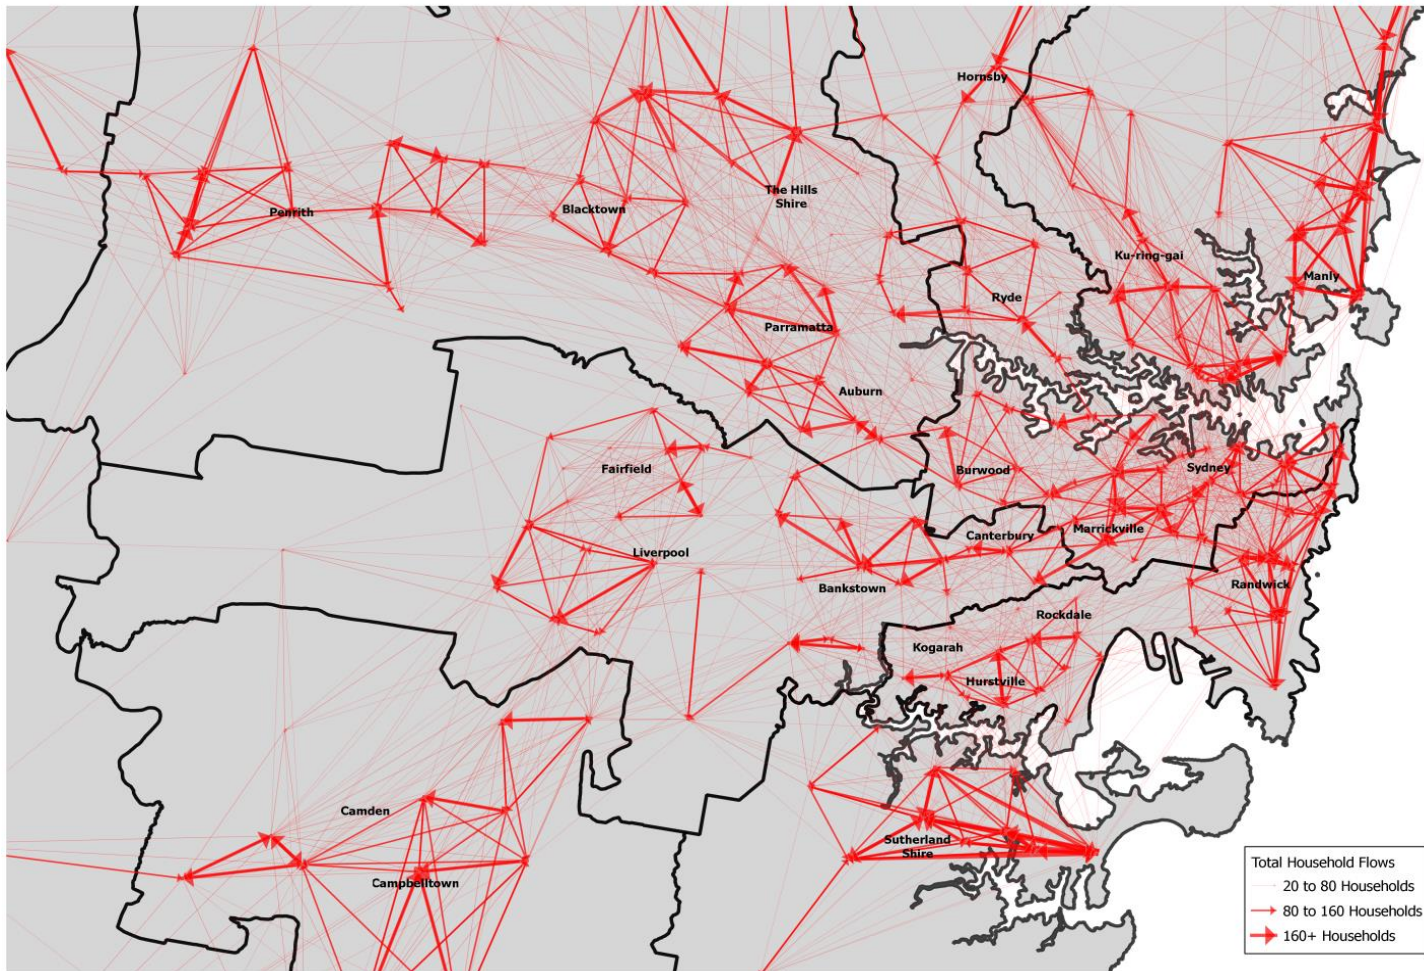 Hornsby
The Hills
Shire
Penrith
Blacktown
Ku-ring-gai
Manly
Ryde
Parramatta
Auburn
Fairfield
Burwood
Sydney
Canterbury
Marrickville
Liverpool
Bankstown
Randwick
Rockdale
Kogarah
Hurstville
Camden
Sutherland
Shire
Campbelltown
Total Household Flows
20 to 80 Households
80 to 160 Households
160+ Households